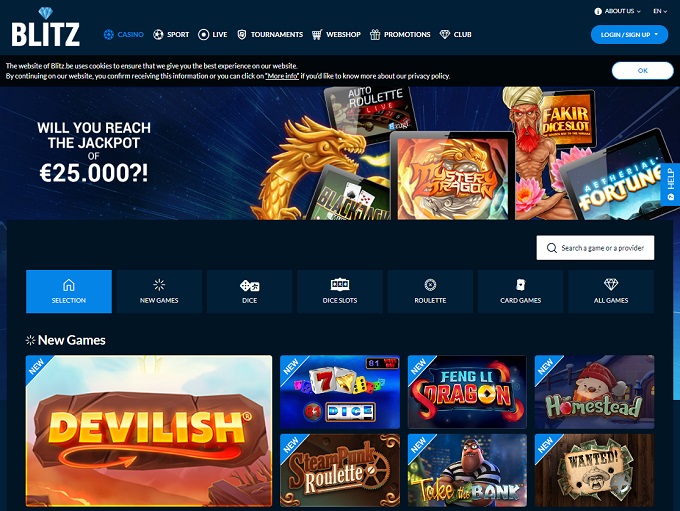 BLITZ
CASINO
SPORT
LIVE
TOURNAMENTS
WEBSHOP
PROMOTIONS
CLUB
ABOUT US
EN
LOGIN / SIGN UP
The website of Blitz.be uses cookies to ensure that we give you the best experience on our website.
By continuing on our website, you confirm receiving this information or you can click on "More info" if you'd like to know more about our privacy policy.
OK
WILL YOU REACH
THE JACKPOT
OF
€25.000?!
AUTO
ROULETTE
LIVE
Ezugi
BLACKJACK
MYSTERY
DRAGON
FAKIR
DICE SLOT
AETHERIAL
FORTUNE
HELP
Search a game or a provider
SELECTION
NEW GAMES
DICE
DICE SLOTS
ROULETTE
CARD GAMES
ALL GAMES
New Games
NEW
DEVILISH®
NEW
81
7
DICE
NEW
FENG LI
DRAGON
NEW
Homestead
NEW
SteamPunk
Roulette
NEW
Take the BANK
NEW
WANTED!